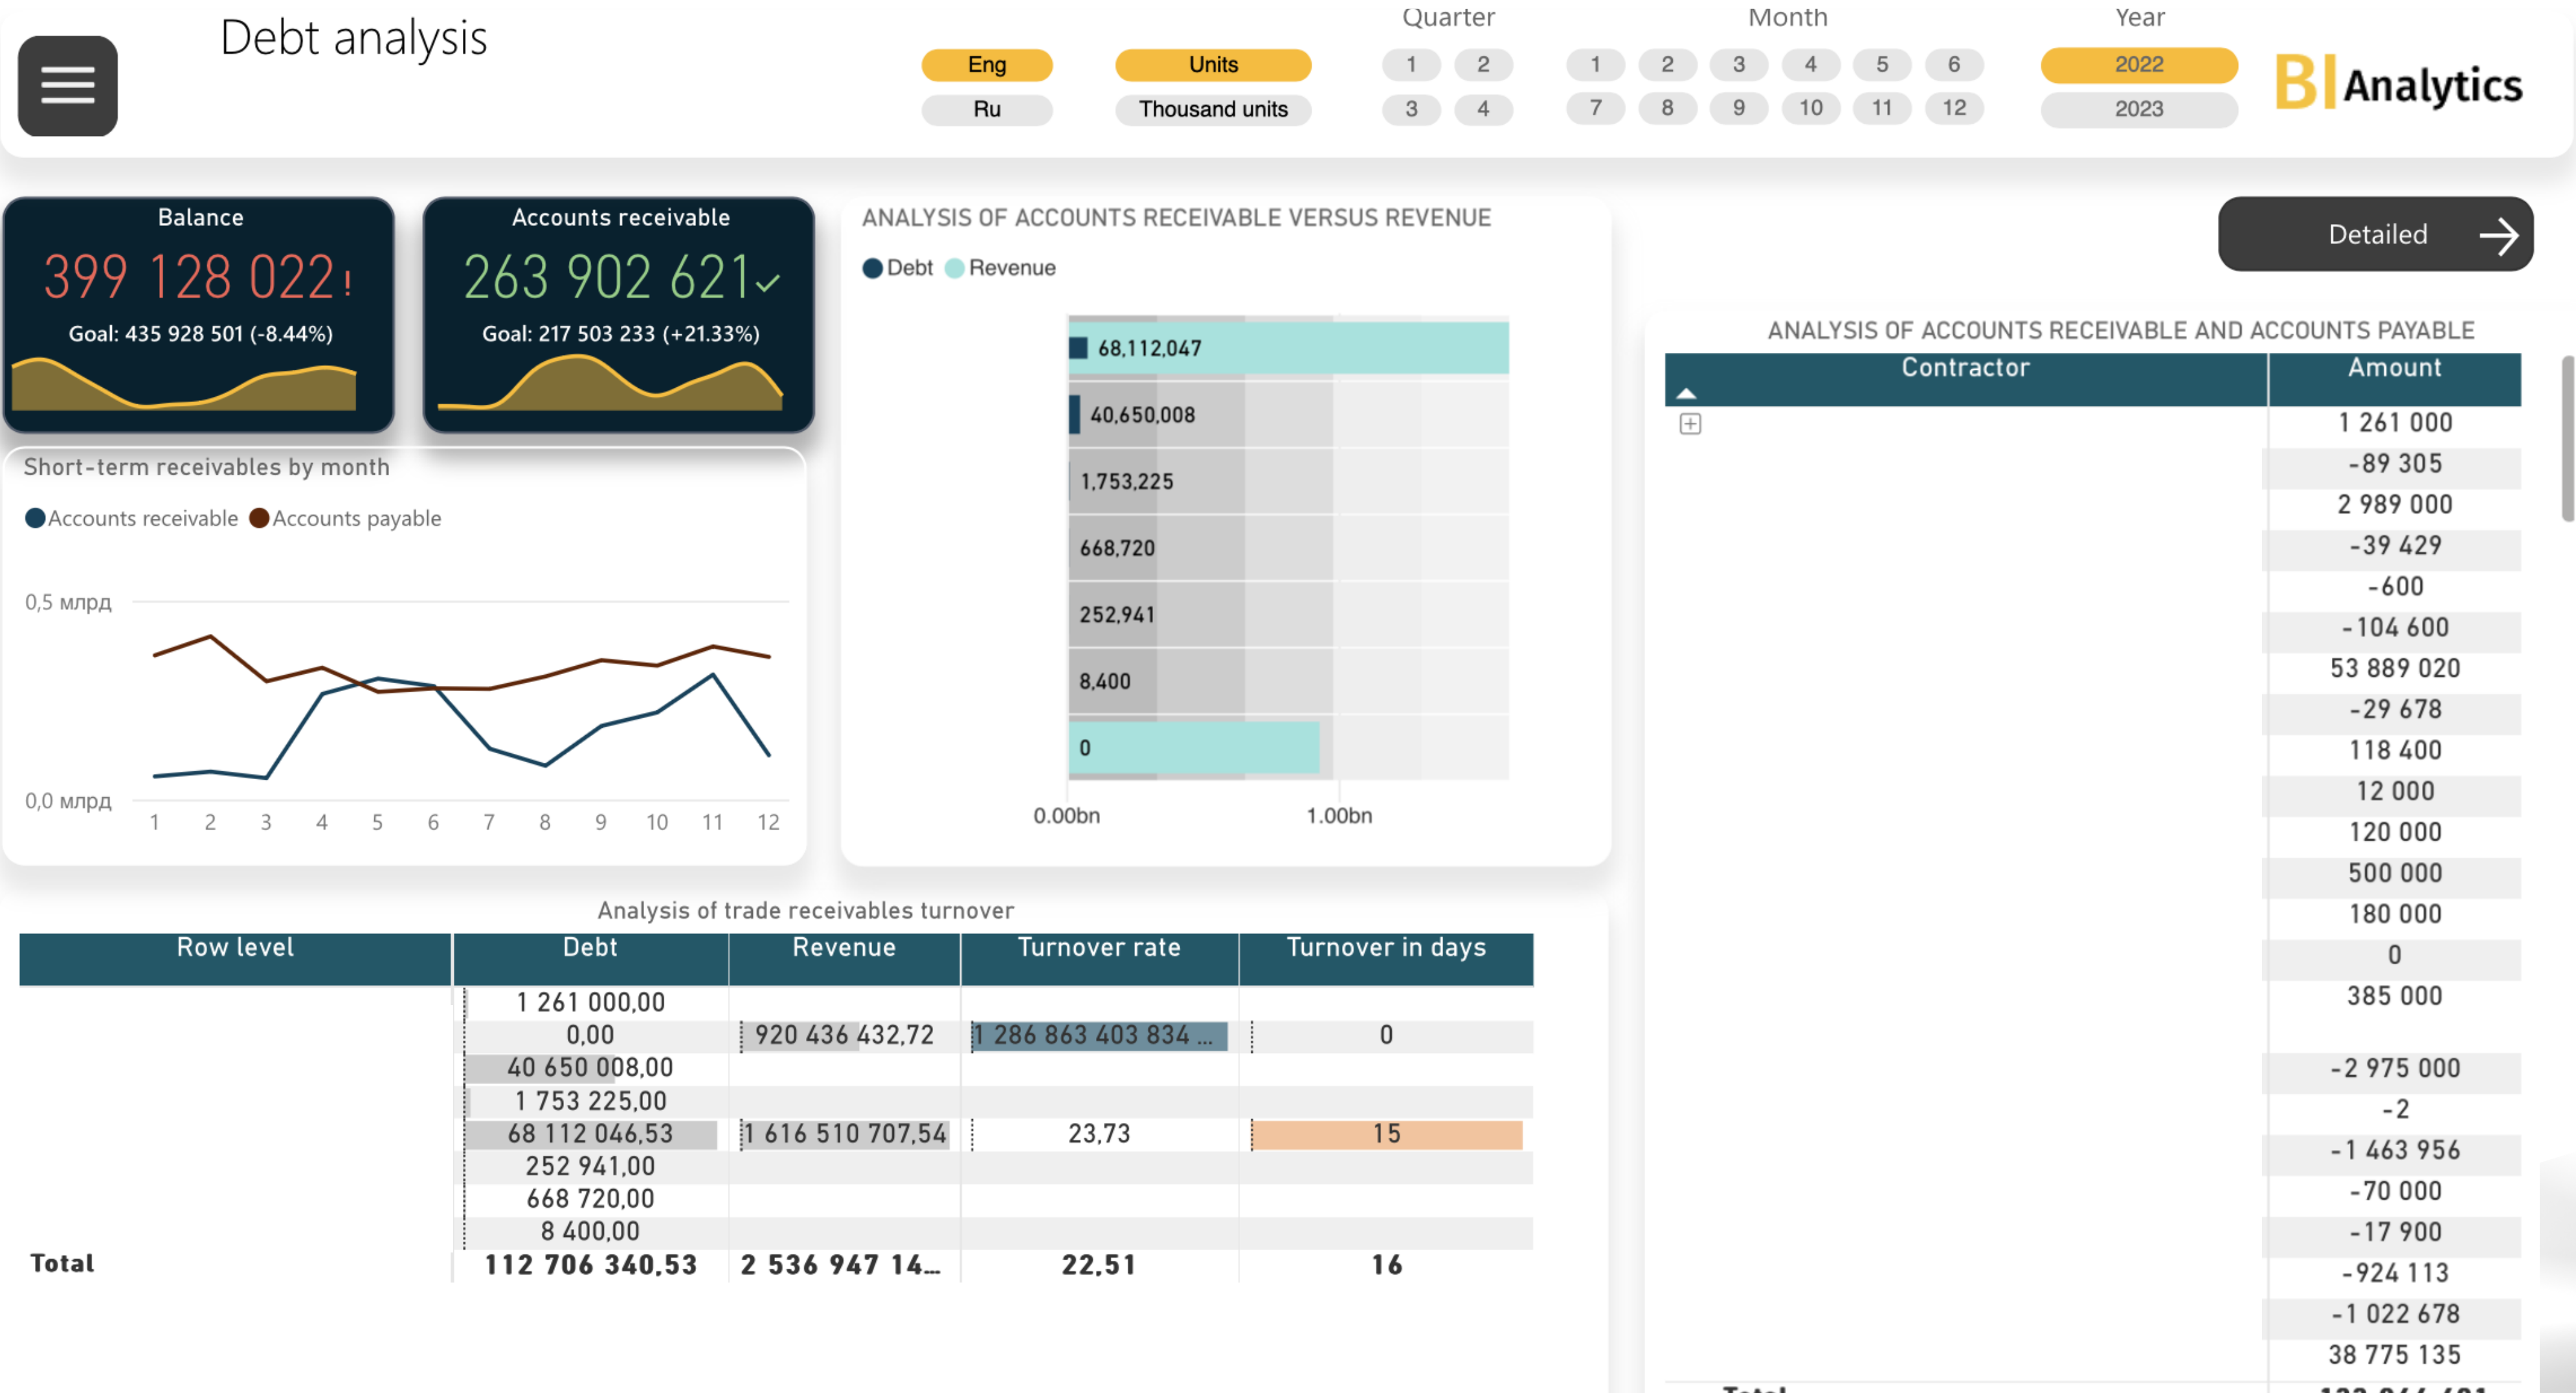 Debt analysis
Eng
Ru
Units
Thousand units
Quarter
1 2
3 4
Month
1 2 3 4 5 6
7 8 9 10 11 12
Year
2022
2023
BI Analytics
Balance
399 128 022!
Goal: 435 928 501 (-8.44%)
Accounts receivable
263 902 621
Goal: 217 503 233 (+21.33%)
Short-term receivables by month
Accounts receivable Accounts payable
0,5 млрд
0,0 млрд
1 2 3 4 5 6 7 8 9 10 11 12
ANALYSIS OF ACCOUNTS RECEIVABLE VERSUS REVENUE
Debt Revenue
68,112,047
40,650,008
1,753,225
668,720
252,941
8,400
0
0.00bn 1.00bn
Detailed
ANALYSIS OF ACCOUNTS RECEIVABLE AND ACCOUNTS PAYABLE
Contractor Amount
1 261 000
-89 305
2 989 000
-39 429
-600
-104 600
53 889 020
-29 678
118 400
12 000
120 000
500 000
180 000
0
385 000
-2 975 000
-2
-1 463 956
-70 000
-17 900
-924 113
-1 022 678
38 775 135
Total
Analysis of trade receivables turnover
Row level Debt Revenue Turnover rate Turnover in days
1 261 000,00
0,00 920 436 432,72 1 286 863 403 834 ... 0
40 650 008,00
1 753 225,00
68 112 046,53 1 616 510 707,54 23,73 15
252 941,00
668 720,00
8 400,00
Total 112 706 340,53 2 536 947 14... 22,51 16